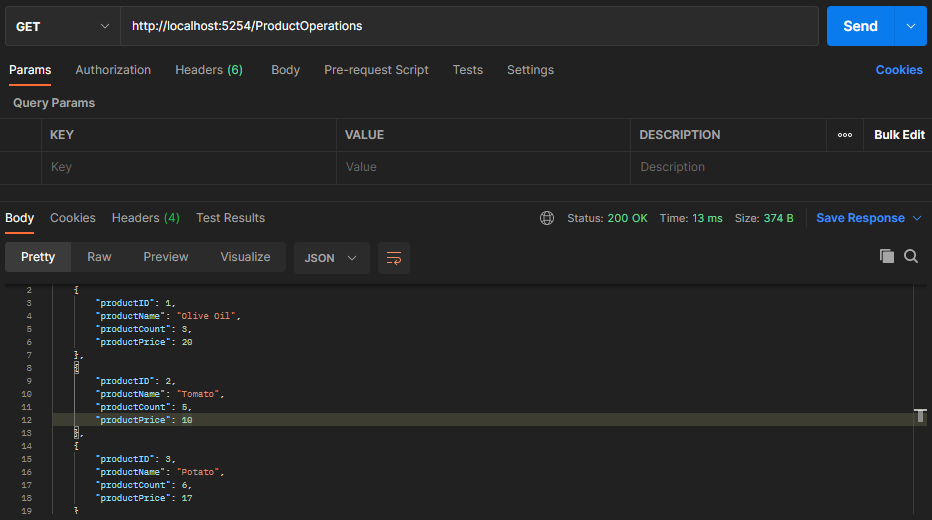 GET http://localhost:5254/ProductOperations Send
Params Authorization Headers (6) Body Pre-request Script Tests Settings Cookies
Query Params
KEY VALUE DESCRIPTION ooo Bulk Edit
Key Value Description
Body Cookies Headers (4) Test Results Status: 200 OK Time: 13 ms Size: 374 B Save Response
Pretty Raw Preview Visualize JSON
2 {
3 "productID": 1,
4 "productName": "Olive Oil",
5 "productCount": 3,
6 "productPrice": 20
7 },
8 {
9 "productID": 2,
10 "productName": "Tomato",
11 "productCount": 5,
12 "productPrice": 10
13 },
14 {
15 "productID": 3,
16 "productName": "Potato",
17 "productCount": 6,
18 "productPrice": 17
19 }